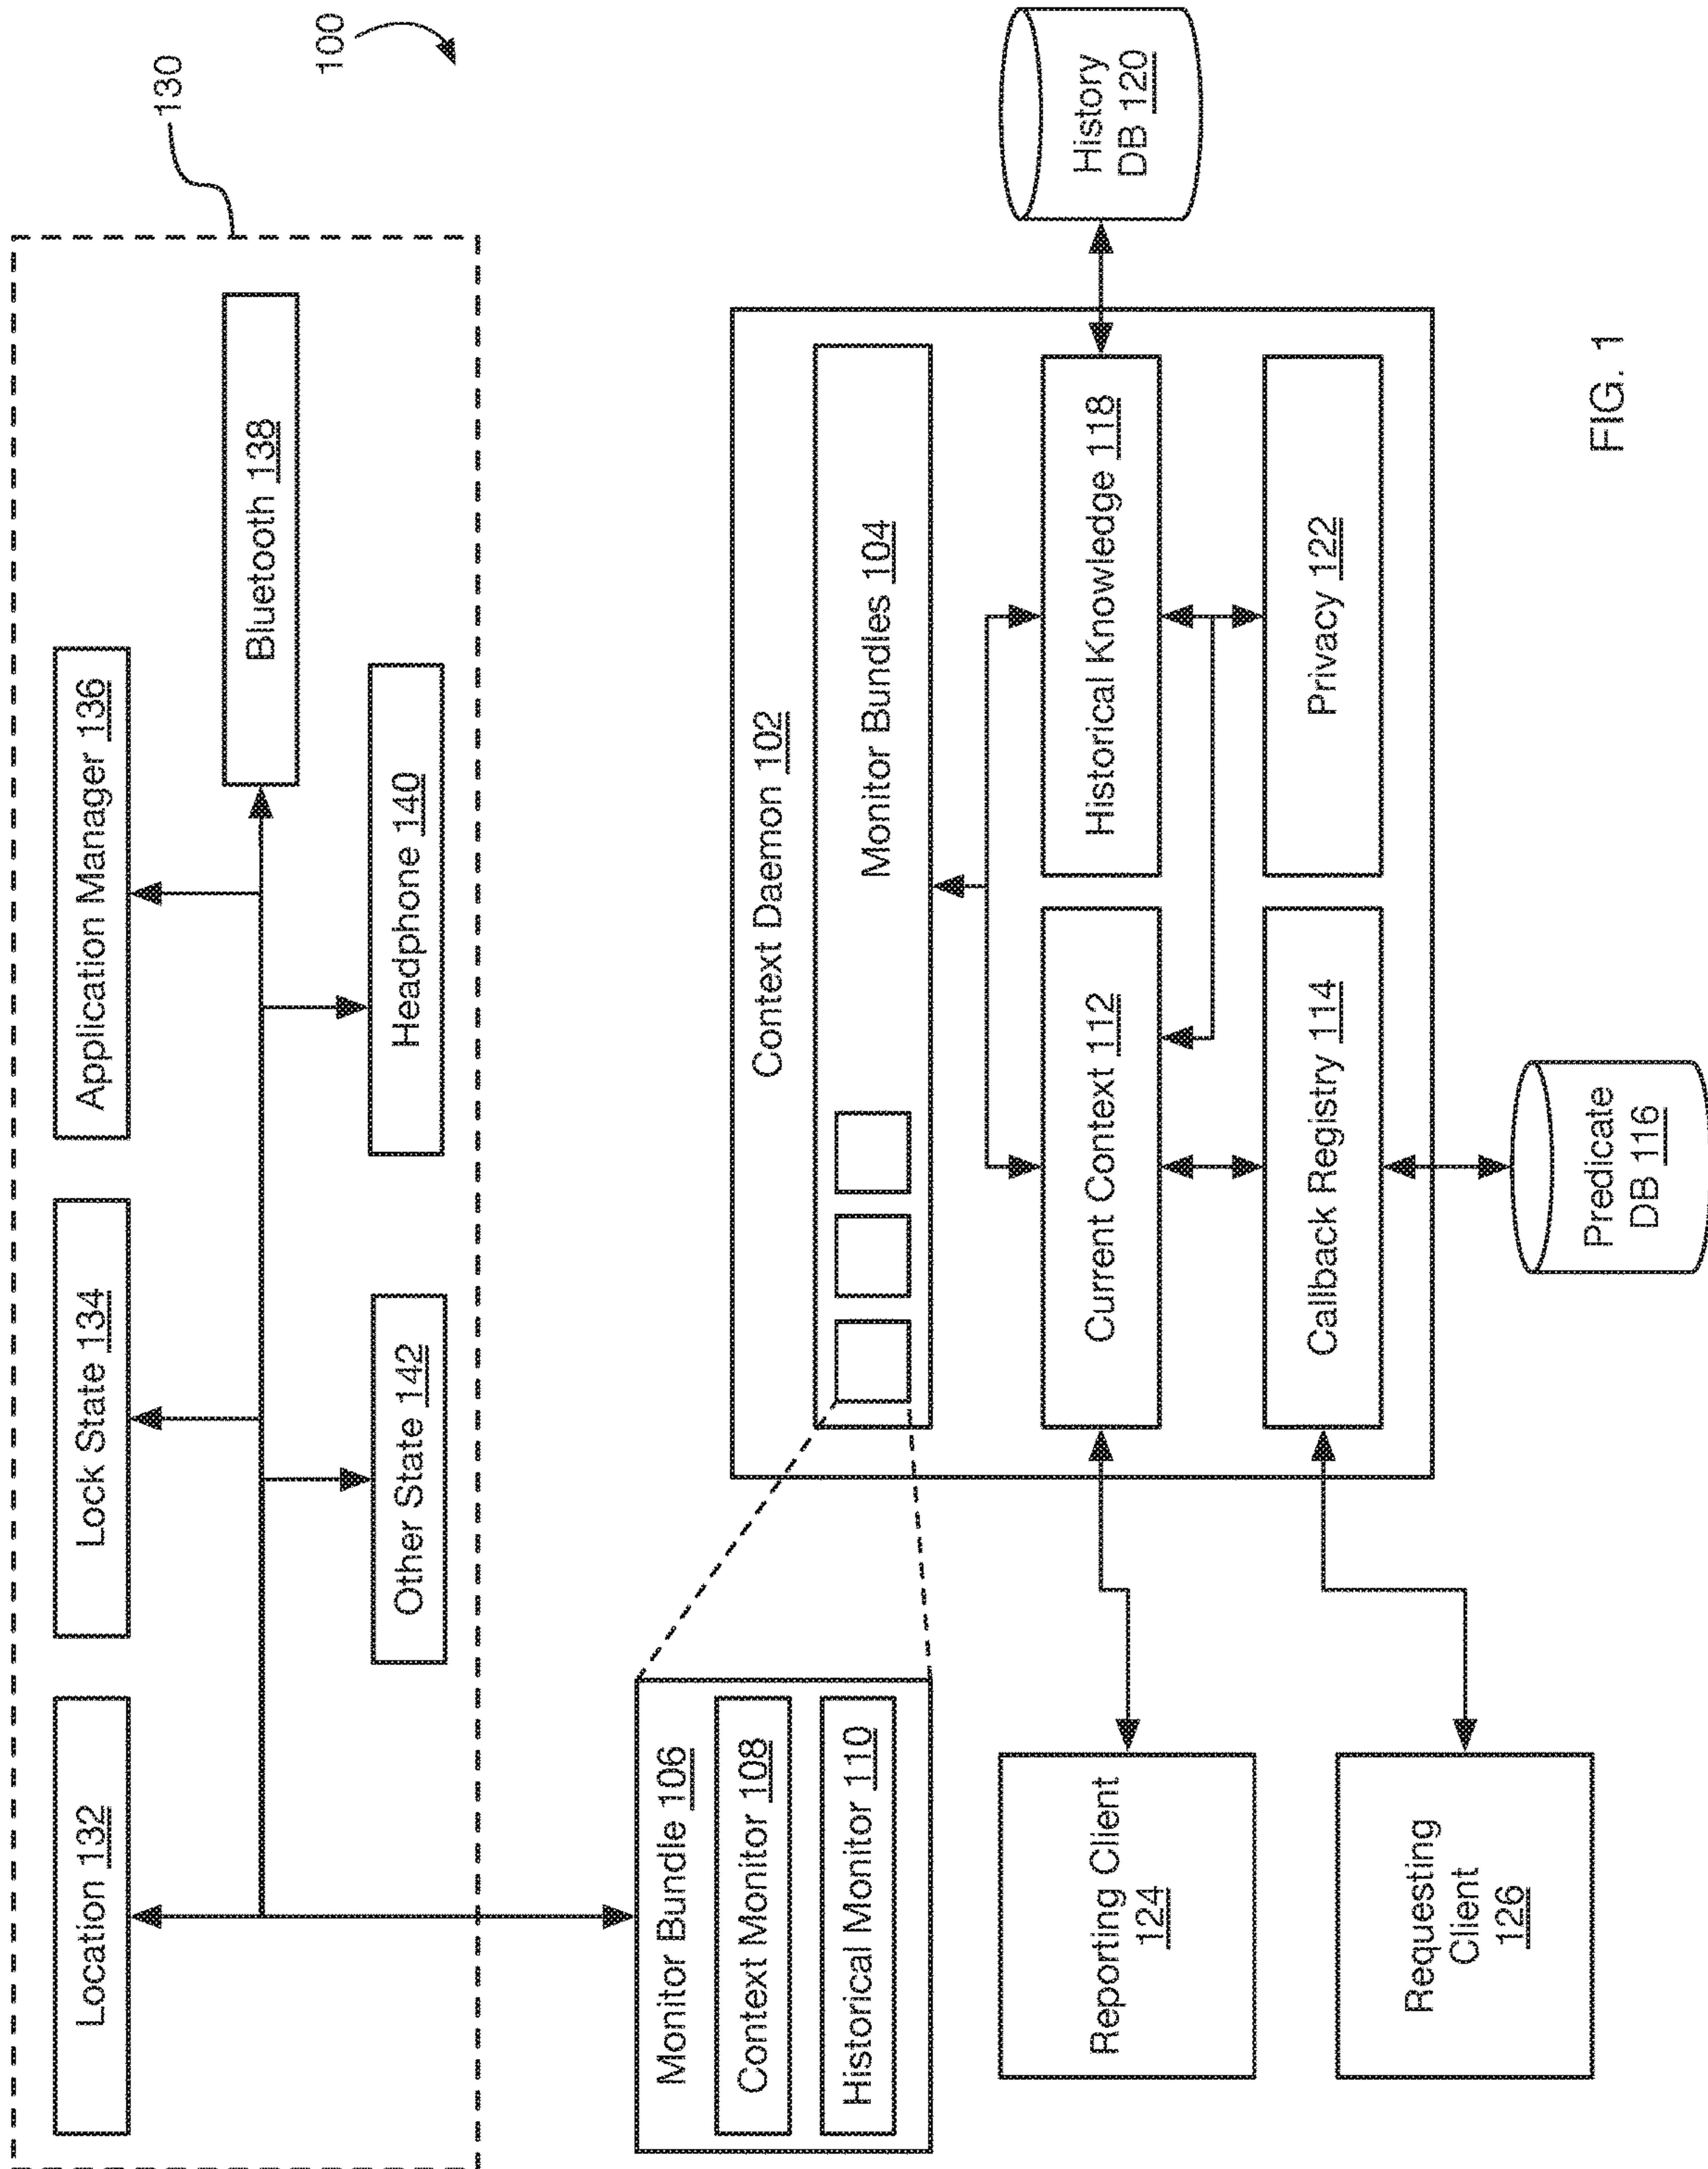 100
130
Location 132
Lock State 134
Application Manager 136
Bluetooth 138
Other State 142
Headphone 140
Monitor Bundle 106
Context Monitor 108
Historical Monitor 110
Context Daemon 102
Monitor Bundles 104
Current Context 112
Historical Knowledge 118
Callback Registry 114
Privacy 122
History
DB 120
Reporting Client
124
Requesting
Client
126
Predicate
DB 116
FIG. 1